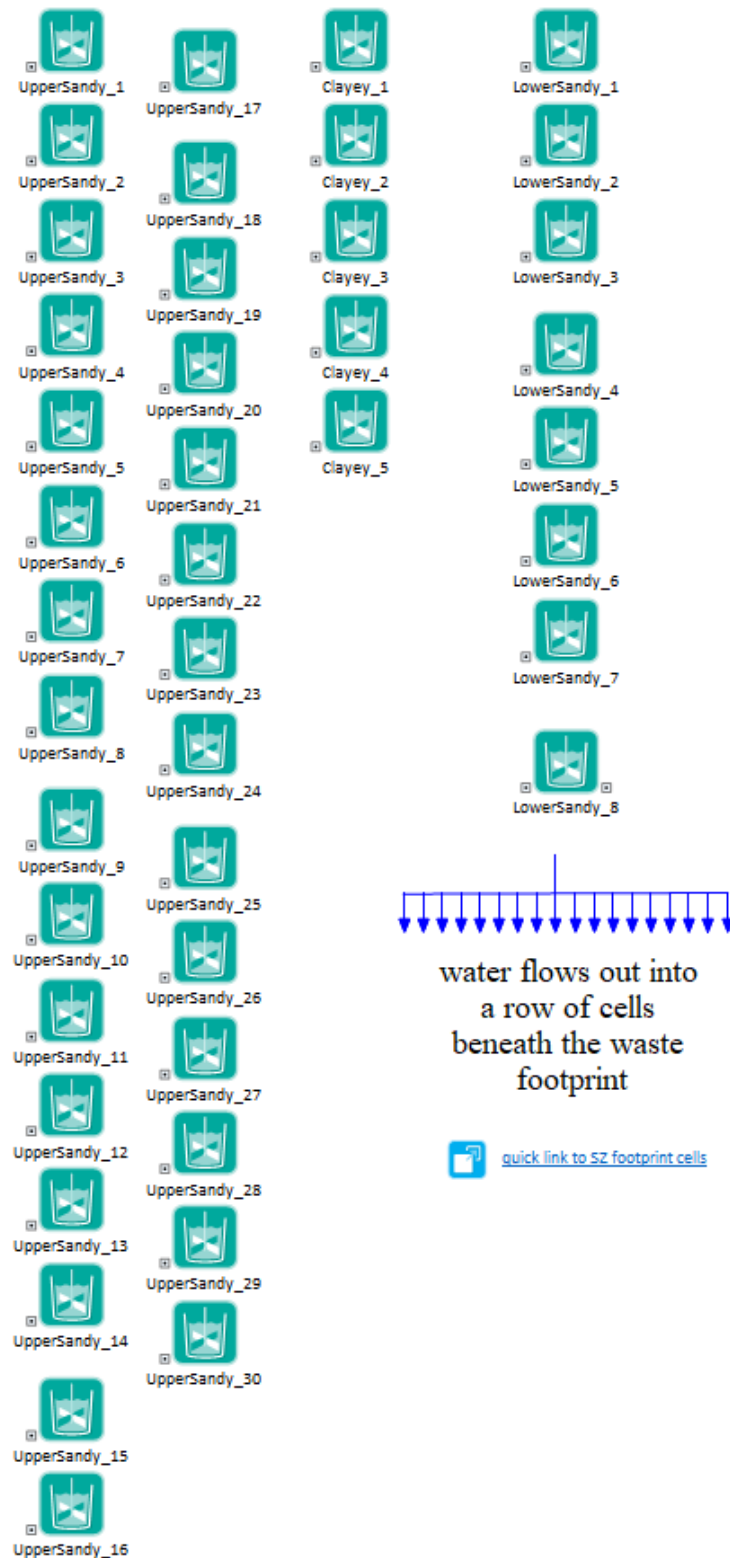 UpperSandy_1
UpperSandy_2
UpperSandy_3
UpperSandy_4
UpperSandy_5
UpperSandy_6
UpperSandy_7
UpperSandy_8
UpperSandy_9
UpperSandy_10
UpperSandy_11
UpperSandy_12
UpperSandy_13
UpperSandy_14
UpperSandy_15
UpperSandy_16
UpperSandy_17
UpperSandy_18
UpperSandy_19
UpperSandy_20
UpperSandy_21
UpperSandy_22
UpperSandy_23
UpperSandy_24
UpperSandy_25
UpperSandy_26
UpperSandy_27
UpperSandy_28
UpperSandy_29
UpperSandy_30
Clayey_1
Clayey_2
Clayey_3
Clayey_4
Clayey_5
LowerSandy_1
LowerSandy_2
LowerSandy_3
LowerSandy_4
LowerSandy_5
LowerSandy_6
LowerSandy_7
LowerSandy_8
water flows out into
a row of cells
beneath the waste
footprint
quick link to SZ footprint cells